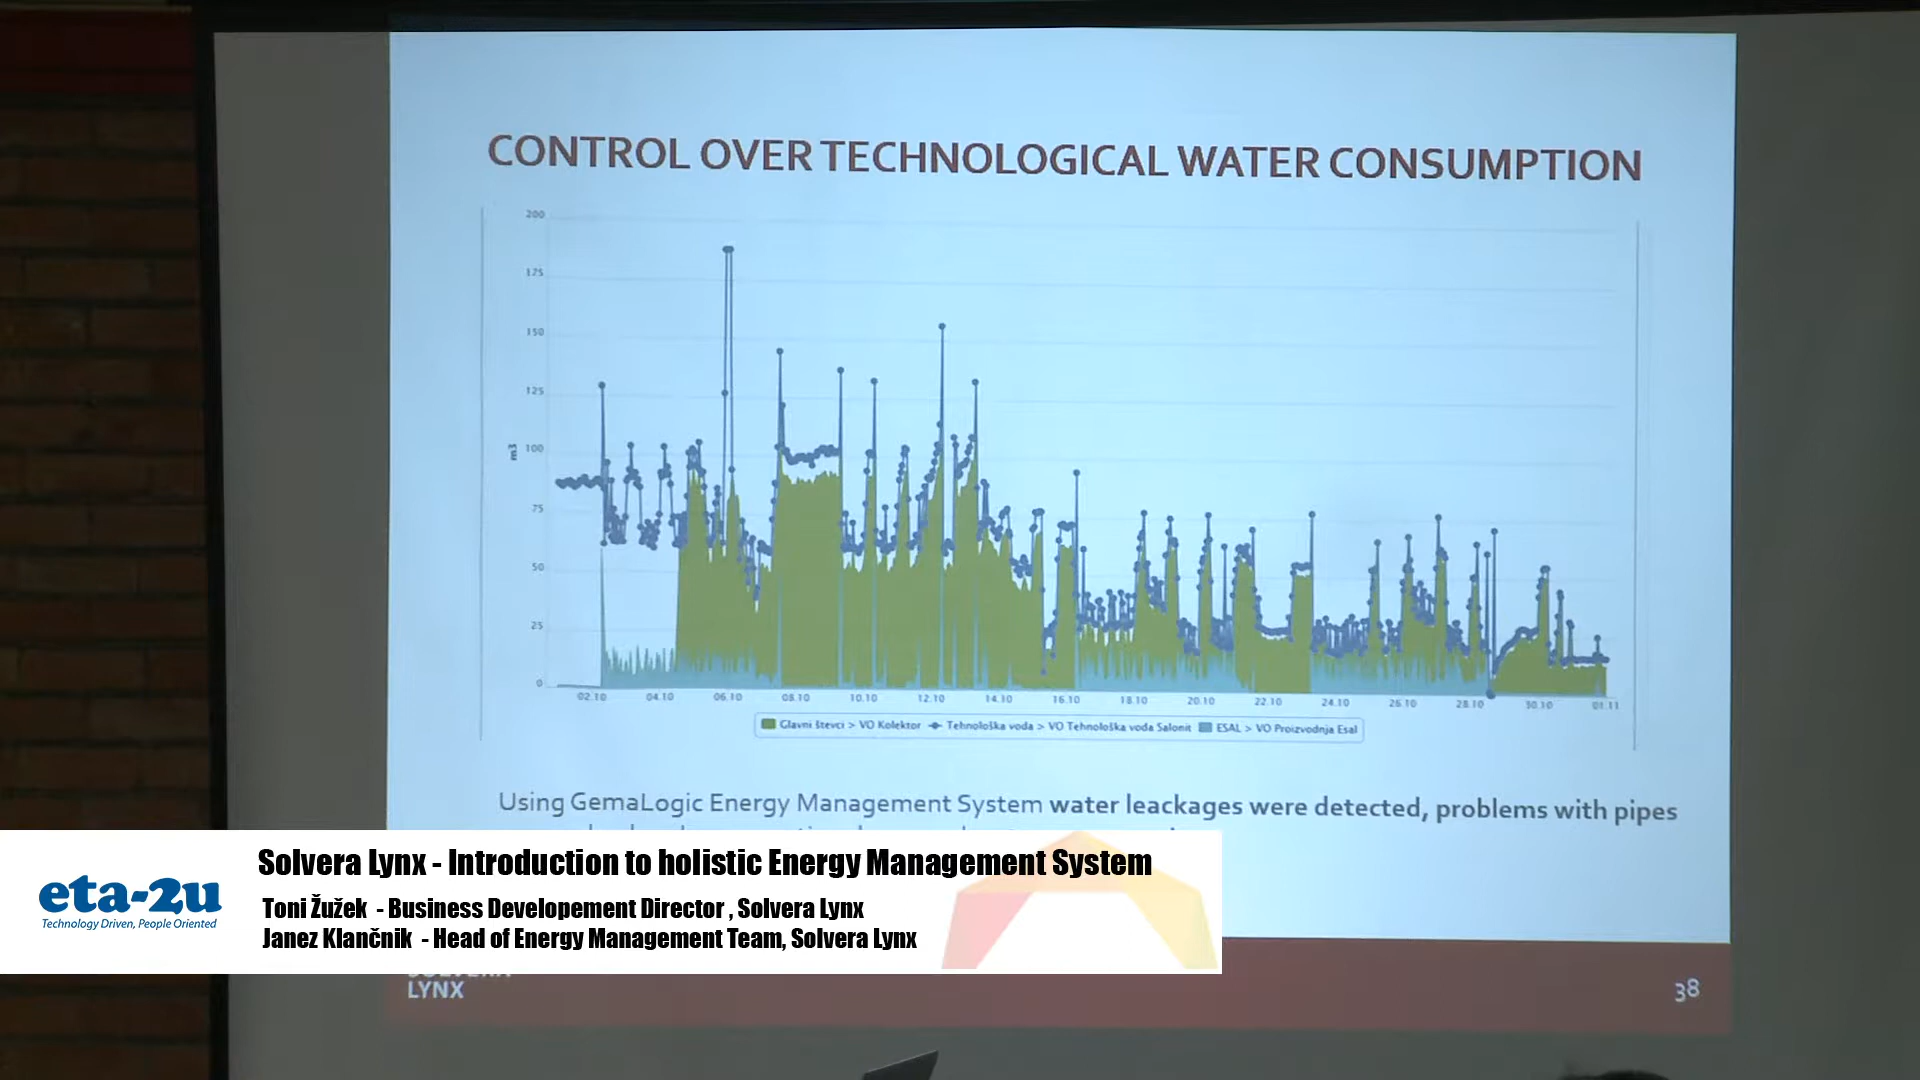 CONTROL OVER TECHNOLOGICAL WATER CONSUMPTION
200
175
150
125
100
75
50
25
0
m3
02.10 04.10 06.10 08.10 10.10 12.10 14.10 16.10 18.10 20.10 22.10 24.10 26.10 28.10 30.10 01.11
Glavni števci > VO Kolektor Tehnološka voda > VO Tehnološka voda Salonit ESAL > VO Proizvodnja Esal
Using GemaLogic Energy Management System water leackages were detected, problems with pipes
Solvera Lynx - Introduction to holistic Energy Management System
eta-2u
Technology Driven, People Oriented
Toni Žužek - Business Developement Director , Solvera Lynx
Janez Klančnik - Head of Energy Management Team, Solvera Lynx
LYNX
38